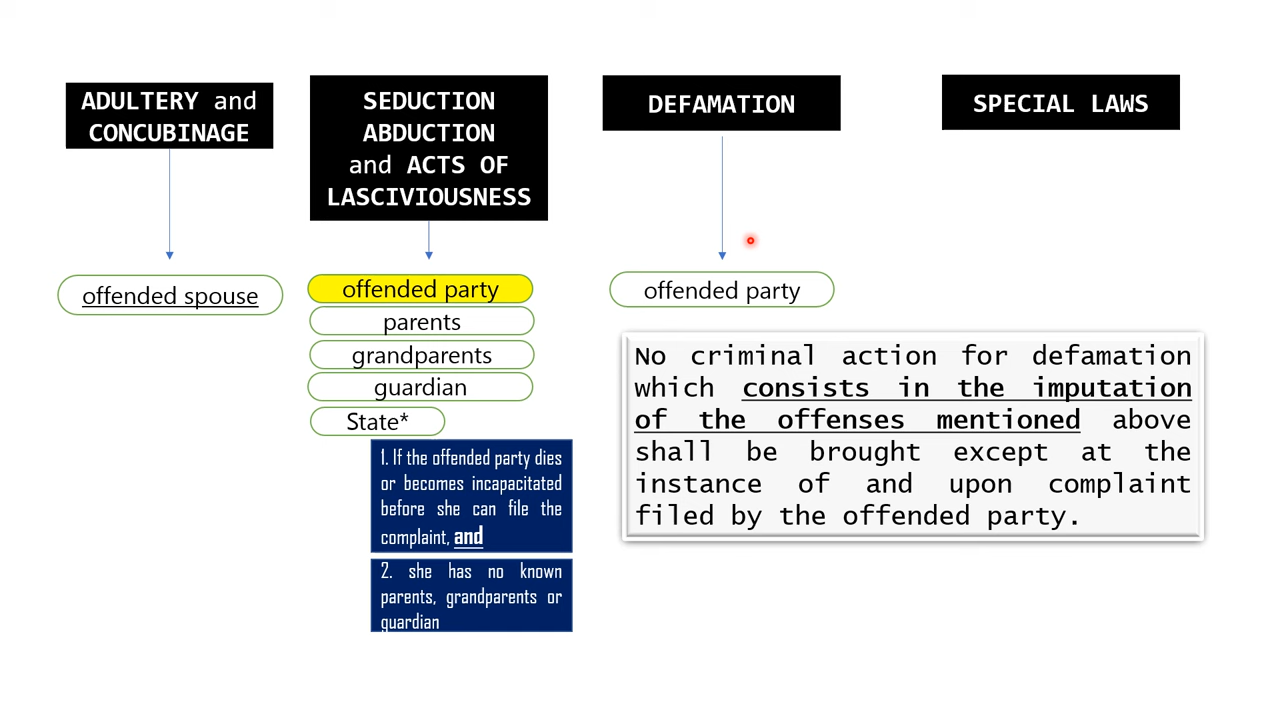 ADULTERY and
CONCUBINAGE
offended spouse
SEDUCTION
ABDUCTION
and ACTS OF
LASCIVIOUSNESS
offended party
parents
grandparents
guardian
State*
1. If the offended party dies
or becomes incapacitated
before she can file the
complaint, and
2. she has no known
parents, grandparents or
guardian
DEFAMATION
offended party
No criminal action for defamation
which consists in the imputation
of the offenses mentioned above
shall be brought except at the
instance of and upon complaint
filed by the offended party.
SPECIAL LAWS